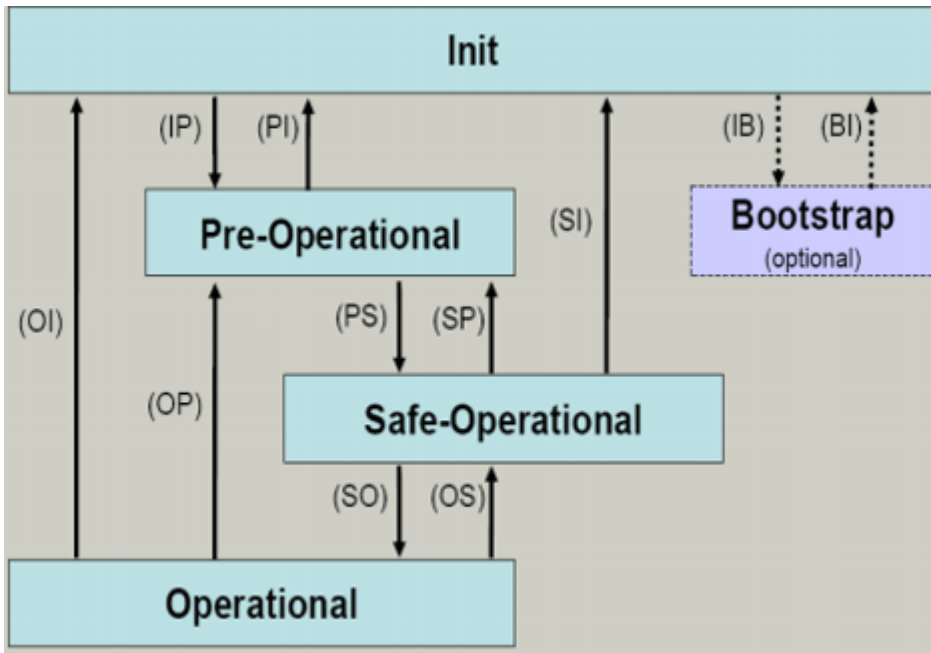 Init
(IP)
(PI)
(IB)
(BI)
Pre-Operational
(SI)
Bootstrap
(optional)
(OI)
(PS)
(SP)
(OP)
Safe-Operational
(SO)
(OS)
Operational